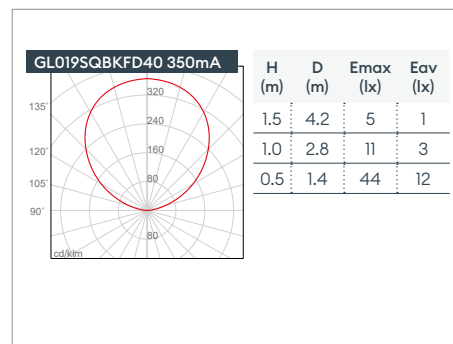 GL019SQBKFD40 350mA
H D Emax Eav
(m) (m) (lx) (lx)
1.5 4.2 5 1
1.0 2.8 11 3
0.5 1.4 44 12
135°
120°
105°
90°
320
240
160
80
80
cd/klm